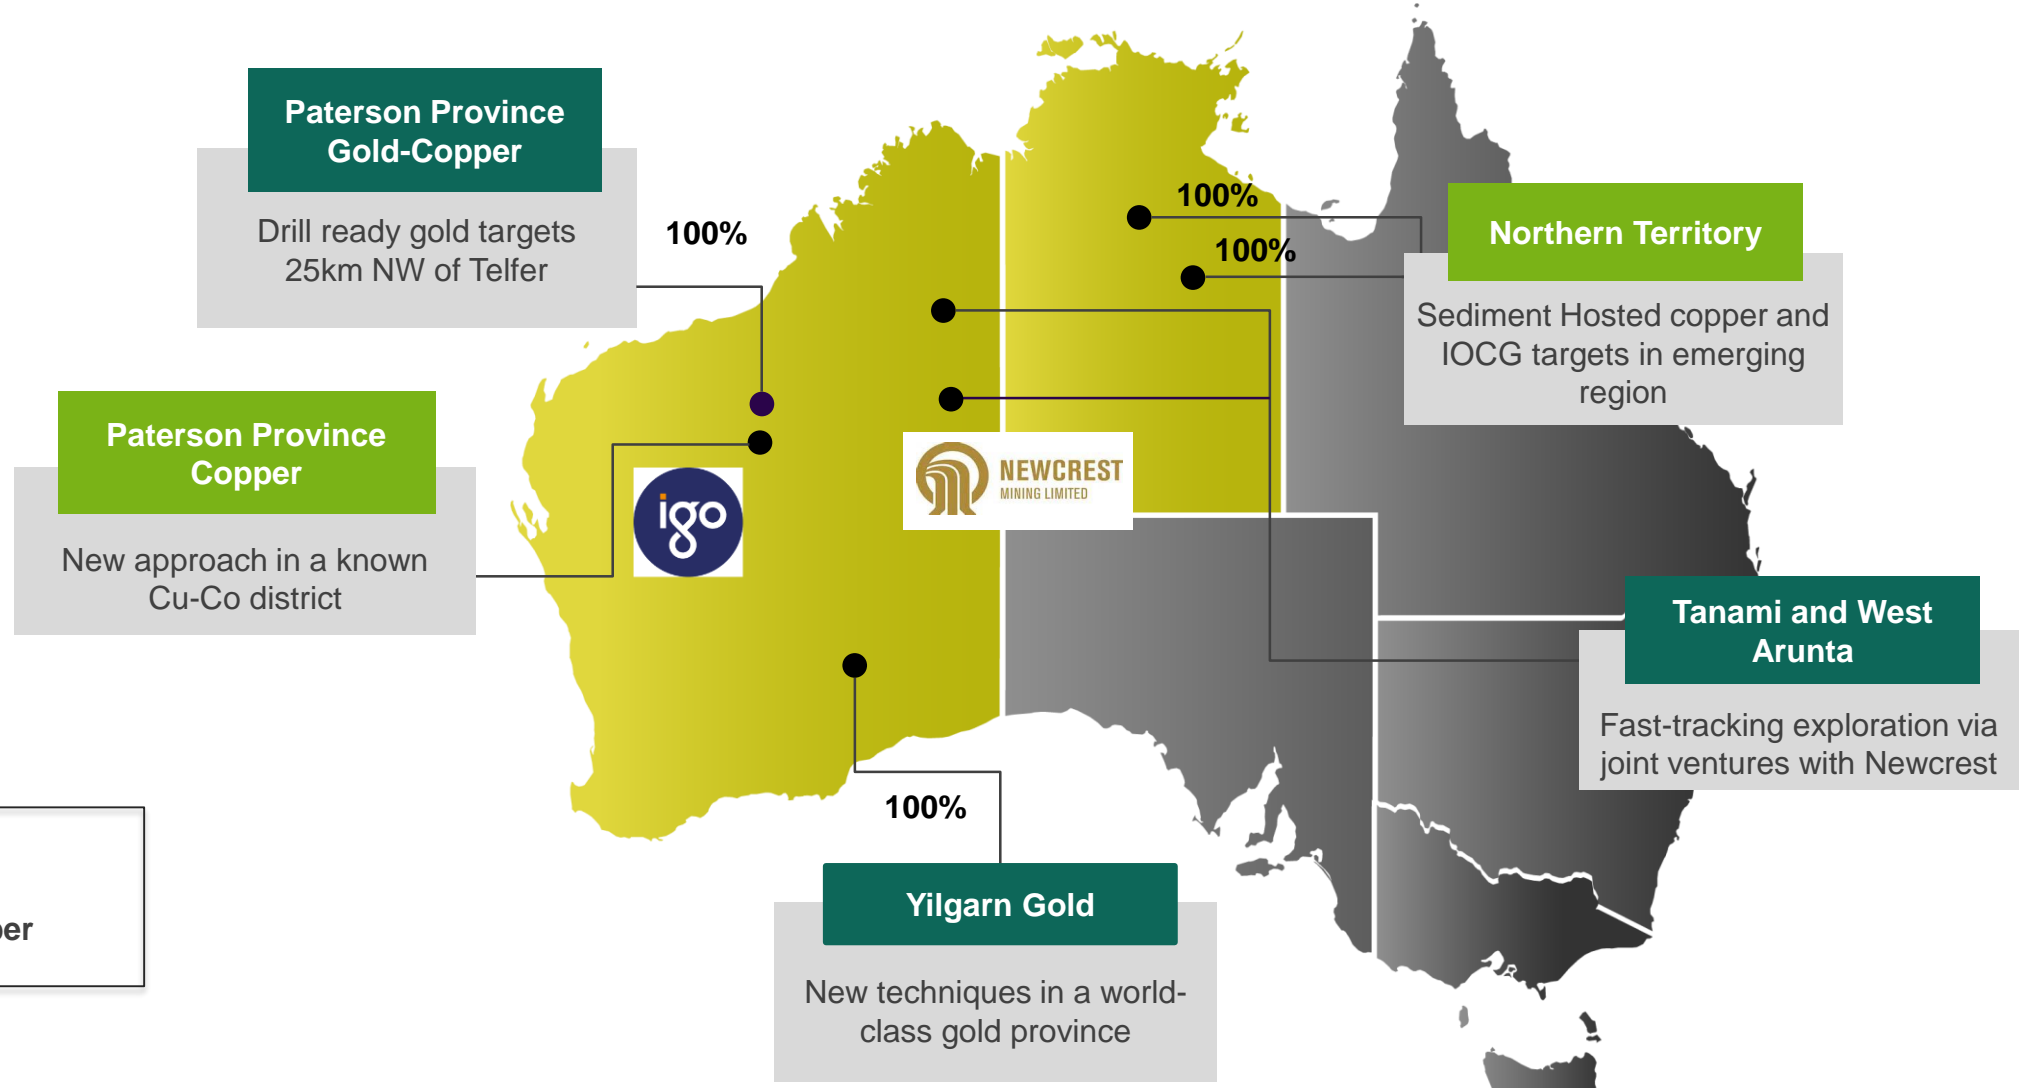 Paterson Province
Gold-Copper
Drill ready gold targets
25km NW of Telfer
100%
100%
100%
Northern Territory
Sediment Hosted copper and
IOCG targets in emerging
region
Paterson Province
Copper
New approach in a known
Cu-Co district
igo
NEWCREST
MINING LIMITED
Tanami and West
Arunta
Fast-tracking exploration via
joint ventures with Newcrest
100%
Yilgarn Gold
New techniques in a world-
class gold province